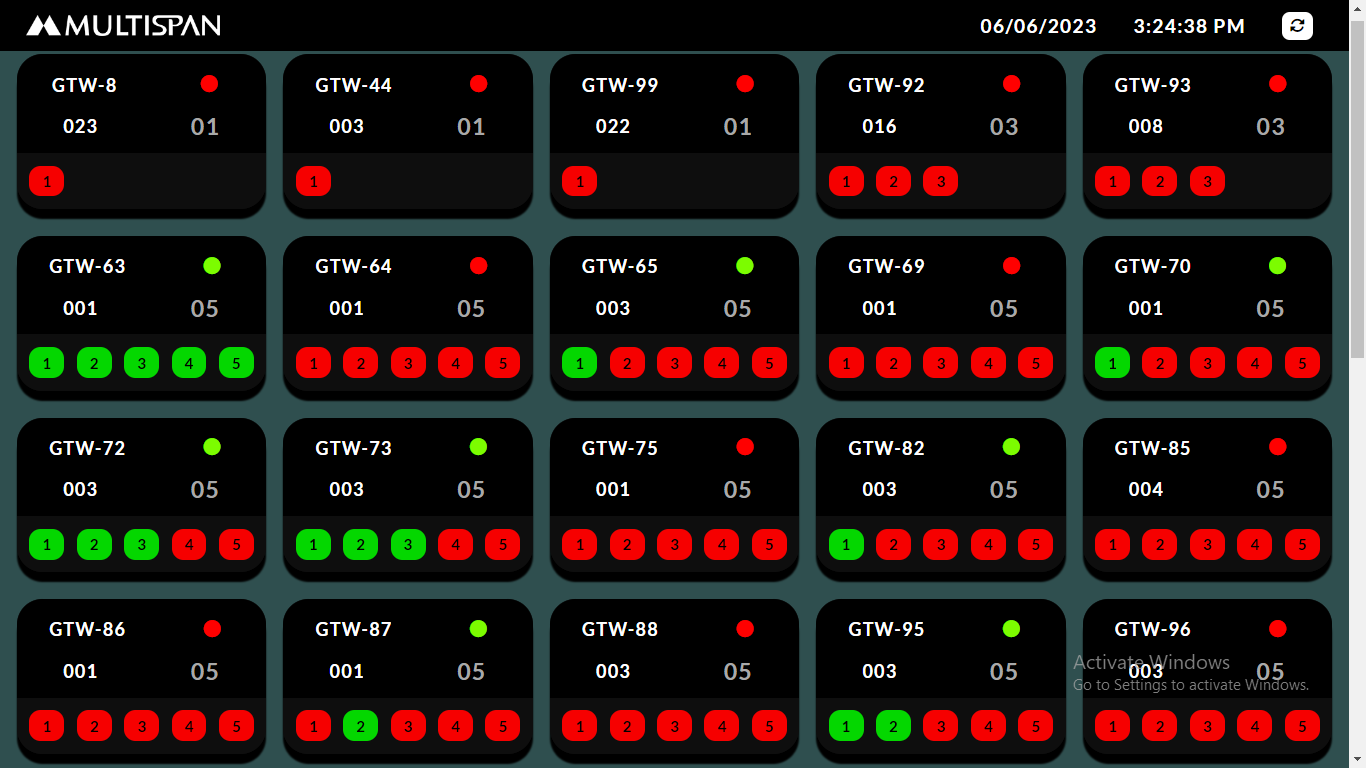 MULTISPAN 06/06/2023 3:24:38 PM
GTW-8 GTW-44 GTW-99 GTW-92 GTW-93
023 01 003 01 022 01 016 03 008 03
1 1 1 1 2 3 1 2 3
GTW-63 GTW-64 GTW-65 GTW-69 GTW-70
001 05 001 05 003 05 001 05 001 05
1 2 3 4 5 1 2 3 4 5 1 2 3 4 5 1 2 3 4 5 1 2 3 4 5
GTW-72 GTW-73 GTW-75 GTW-82 GTW-85
003 05 003 05 001 05 003 05 004 05
1 2 3 4 5 1 2 3 4 5 1 2 3 4 5 1 2 3 4 5 1 2 3 4 5
GTW-86 GTW-87 GTW-88 GTW-95 GTW-96
001 05 001 05 003 05 003 05 003 05
Activate Windows
Go to Settings to activate Windows.
1 2 3 4 5 1 2 3 4 5 1 2 3 4 5 1 2 3 4 5 1 2 3 4 5